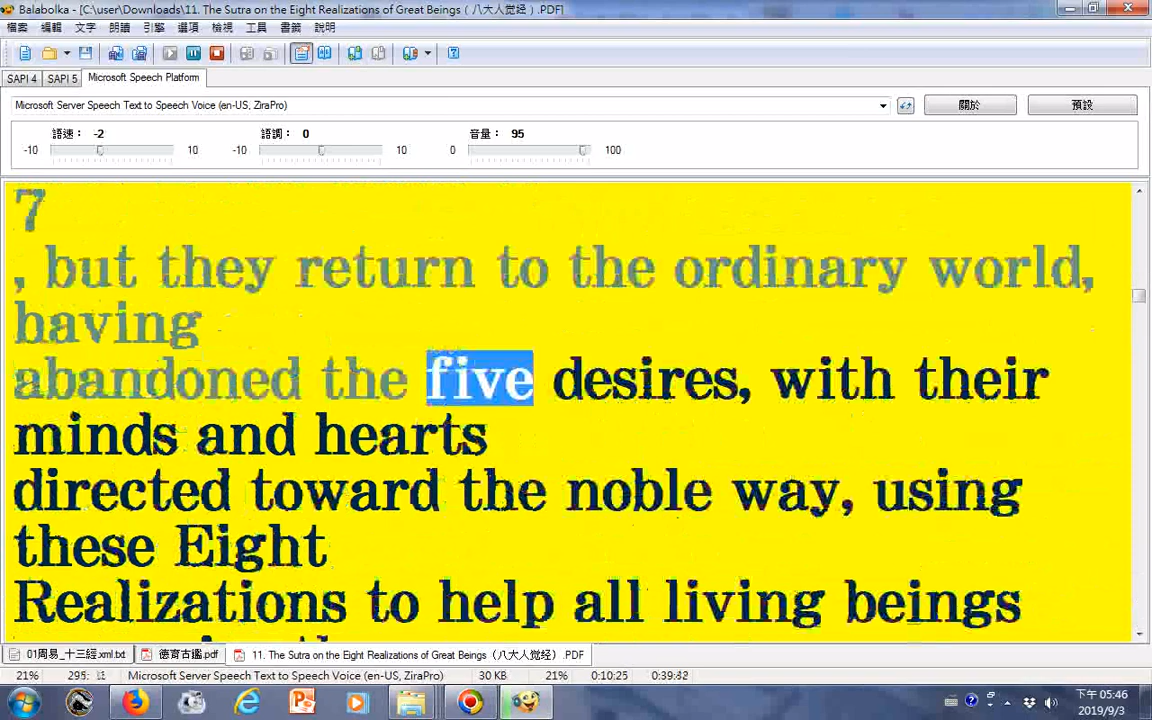 Balabolka - [C:\user\Downloads\11. The Sutra on the Eight Realizations of Great Beings（八大人觉经）.PDF]
檔案 編輯 文字 朗讀 引擎 選項 檢視 工具 書籤 說明
SAPI 4 SAPI 5 Microsoft Speech Platform
Microsoft Server Speech Text to Speech Voice (en-US, ZiraPro) 關於 預設
語速： -2 語調： 0 音量： 95
-10 10 -10 10 0 100
7
, but they return to the ordinary world,
having
abandoned the five desires, with their
minds and hearts
directed toward the noble way, using
these Eight
Realizations to help all living beings
01周易_十三經.xml.txt 德育古鑑.pdf 11. The Sutra on the Eight Realizations of Great Beings（八大人觉经）.PDF
21% 295: Microsoft Server Speech Text to Speech Voice (en-US, ZiraPro) 30 KB 21% 0:10:25 0:39:42
下午 05:46
2019/9/3